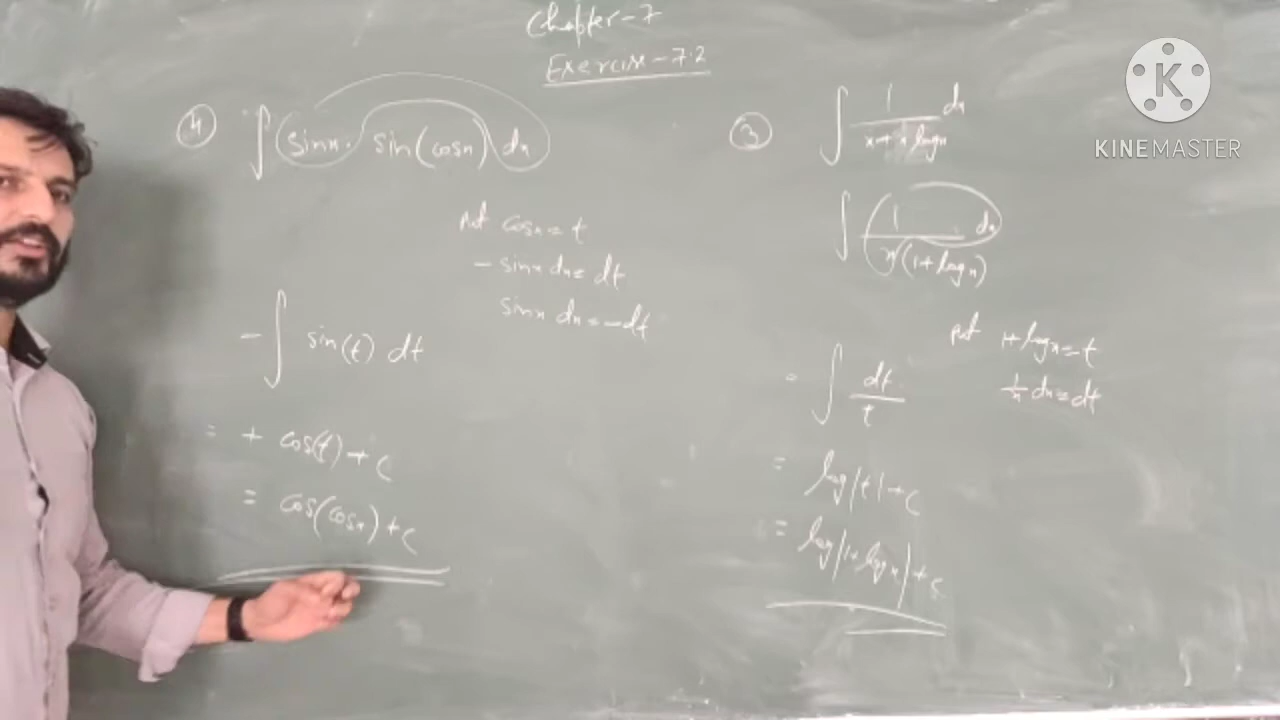 Chapter-7
Exercise-7.2
④ ∫ sinx. sin(cosx) dx
put cosx = t
- sinx dx = dt
sinx dx = -dt
- ∫ sin(t) dt
= + cos(t) + c
= cos(cosx) + c
③ ∫ 1/(x + x logx) dx
∫ 1/(x(1+logx)) dx
put 1+logx = t
1/x dx = dt
= ∫ dt/t
= log|t| + c
= log|1+logx| + c
K
KINEMASTER